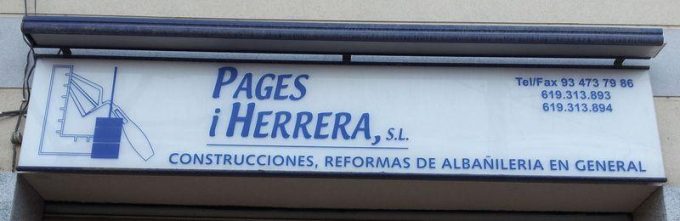 PAGES
i HERRERA, S.L.
CONSTRUCCIONES, REFORMAS DE ALBAÑILERIA EN GENERAL
Tel/Fax 93 473 79 86
619.313.893
619.313.894